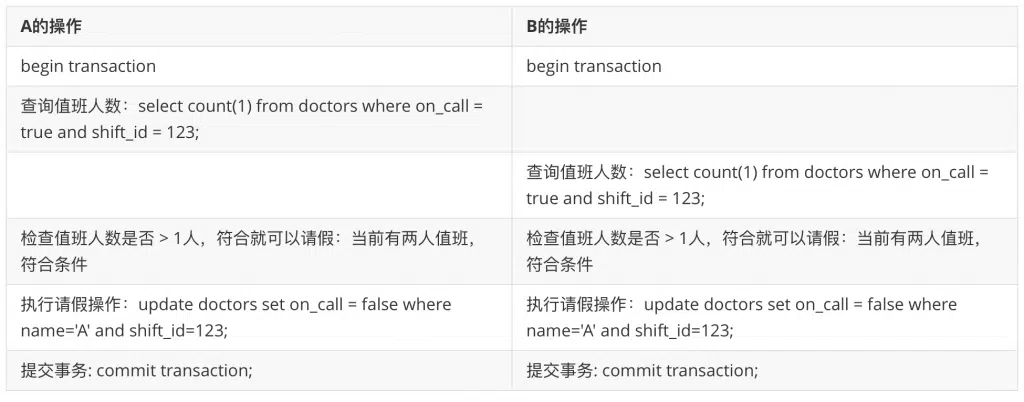 A的操作
B的操作
begin transaction
begin transaction
查询值班人数：select count(1) from doctors where on_call =
true and shift_id = 123;
查询值班人数：select count(1) from doctors where on_call =
true and shift_id = 123;
检查值班人数是否 > 1人，符合就可以请假：当前有两人值班，
符合条件
检查值班人数是否 > 1人，符合就可以请假：当前有两人值班，
符合条件
执行请假操作：update doctors set on_call = false where
name='A' and shift_id=123;
执行请假操作：update doctors set on_call = false where
name='A' and shift_id=123;
提交事务: commit transaction;
提交事务: commit transaction;